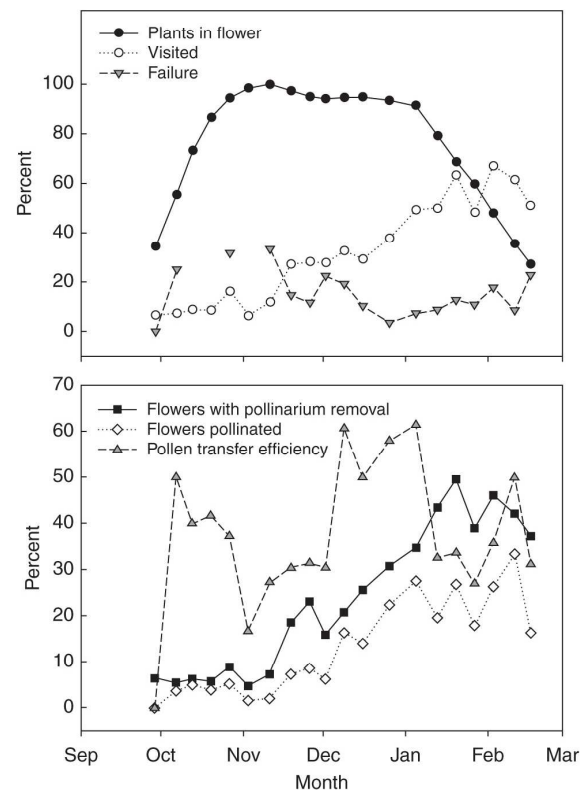 Plants in flower
Visited
Failure
100
80
60
40
20
0
Percent
70
60
50
40
30
20
10
0
Percent
Flowers with pollinarium removal
Flowers pollinated
Pollen transfer efficiency
Sep Oct Nov Dec Jan Feb Mar
Month